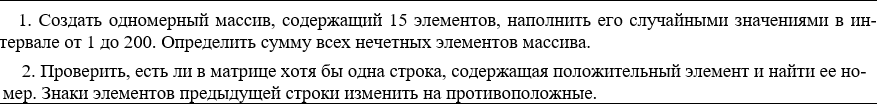 1. Создать одномерный массив, содержащий 15 элементов, наполнить его случайными значениями в ин-
тервале от 1 до 200. Определить сумму всех нечетных элементов массива.
2. Проверить, есть ли в матрице хотя бы одна строка, содержащая положительный элемент и найти ее но-
мер. Знаки элементов предыдущей строки изменить на противоположные.